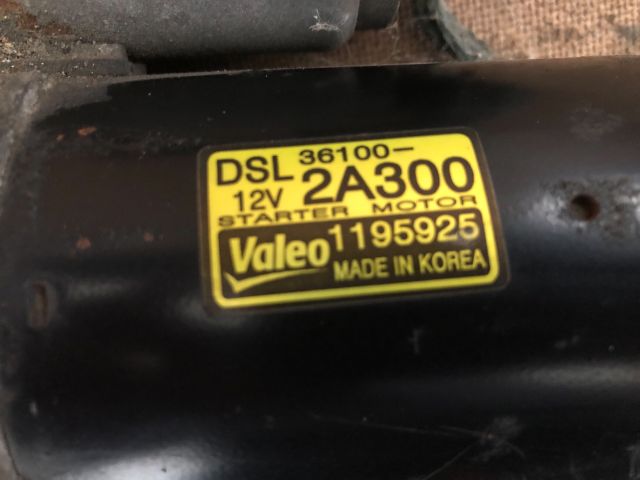 DSL 36100-
12V 2A300
STARTER MOTOR
Valeo 1195925
MADE IN KOREA